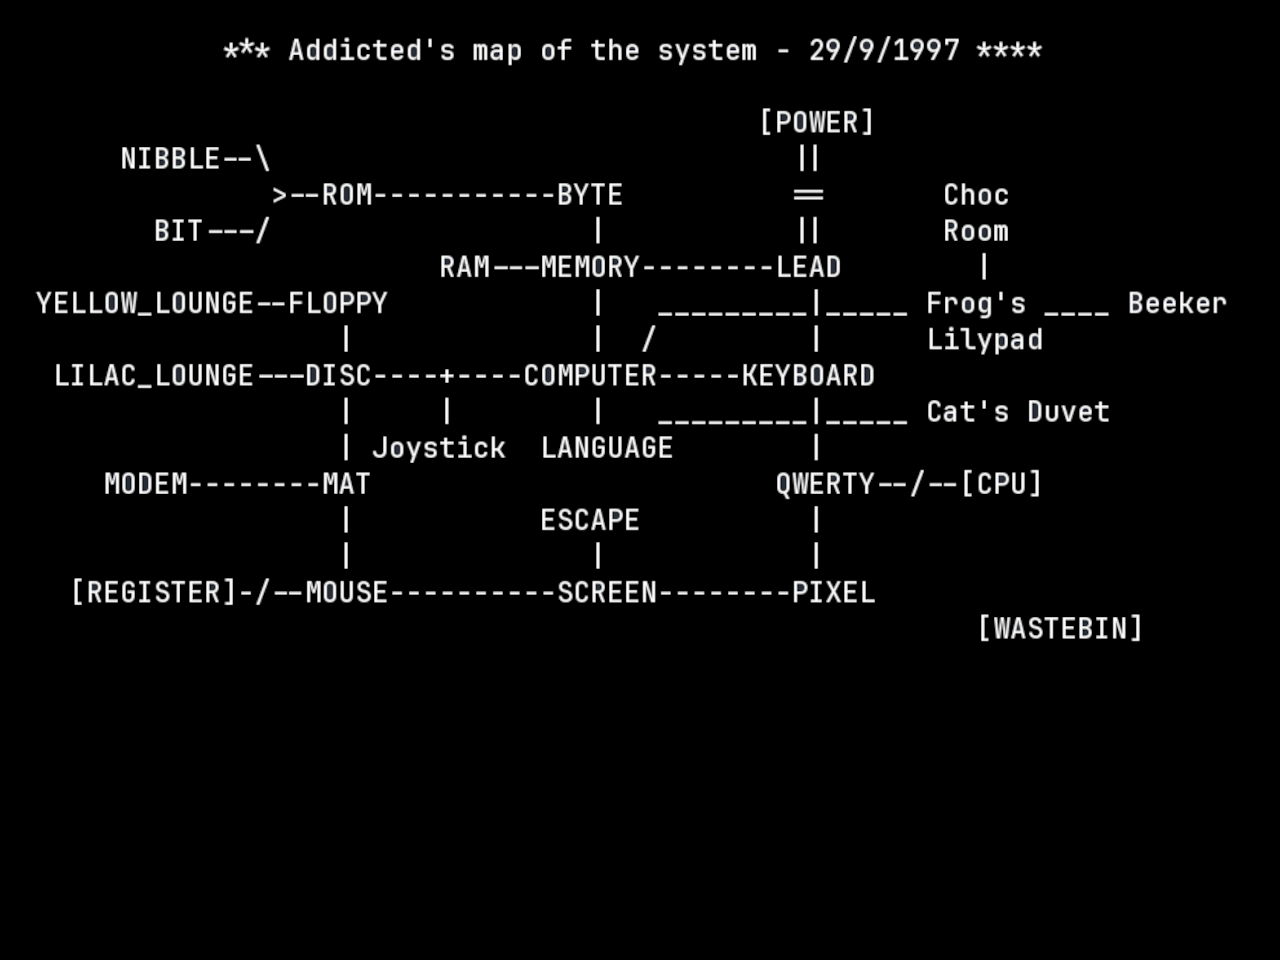 *** Addicted's map of the system - 29/9/1997 ****
                                            [POWER]
      NIBBLE--\                               ||
               >--ROM-----------BYTE          ==       Choc
        BIT---/                   |           ||       Room
                         RAM---MEMORY--------LEAD        |
 YELLOW_LOUNGE--FLOPPY            |   _________|_____ Frog's ____ Beeker
                   |              |  /         |      Lilypad
  LILAC_LOUNGE---DISC----+----COMPUTER-----KEYBOARD
                   |     |        |   _________|_____ Cat's Duvet
                   | Joystick  LANGUAGE        |
     MODEM--------MAT                        QWERTY--/--[CPU]
                   |           ESCAPE          |
                   |              |            |
   [REGISTER]-/--MOUSE----------SCREEN--------PIXEL
                                                         [WASTEBIN]